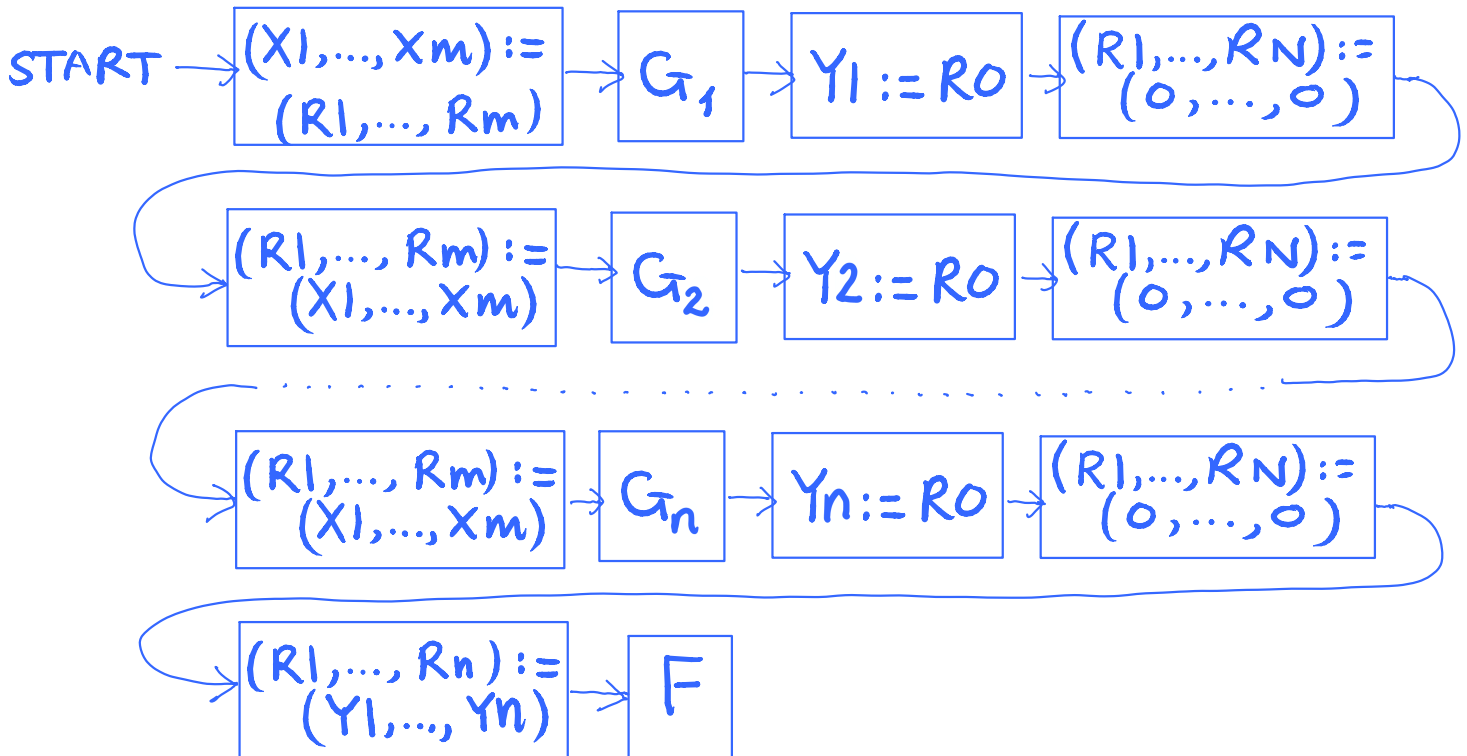 START (X1,...,Xm):= (R1,...,Rm) G1 Y1:=R0 (R1,...,RN):= (0,...,0)
(R1,...,Rm):= (X1,...,Xm) G2 Y2:=R0 (R1,...,RN):= (0,...,0)
(R1,...,Rm):= (X1,...,Xm) Gn Yn:=R0 (R1,...,RN):= (0,...,0)
(R1,...,Rn):= (Y1,...,Yn) F